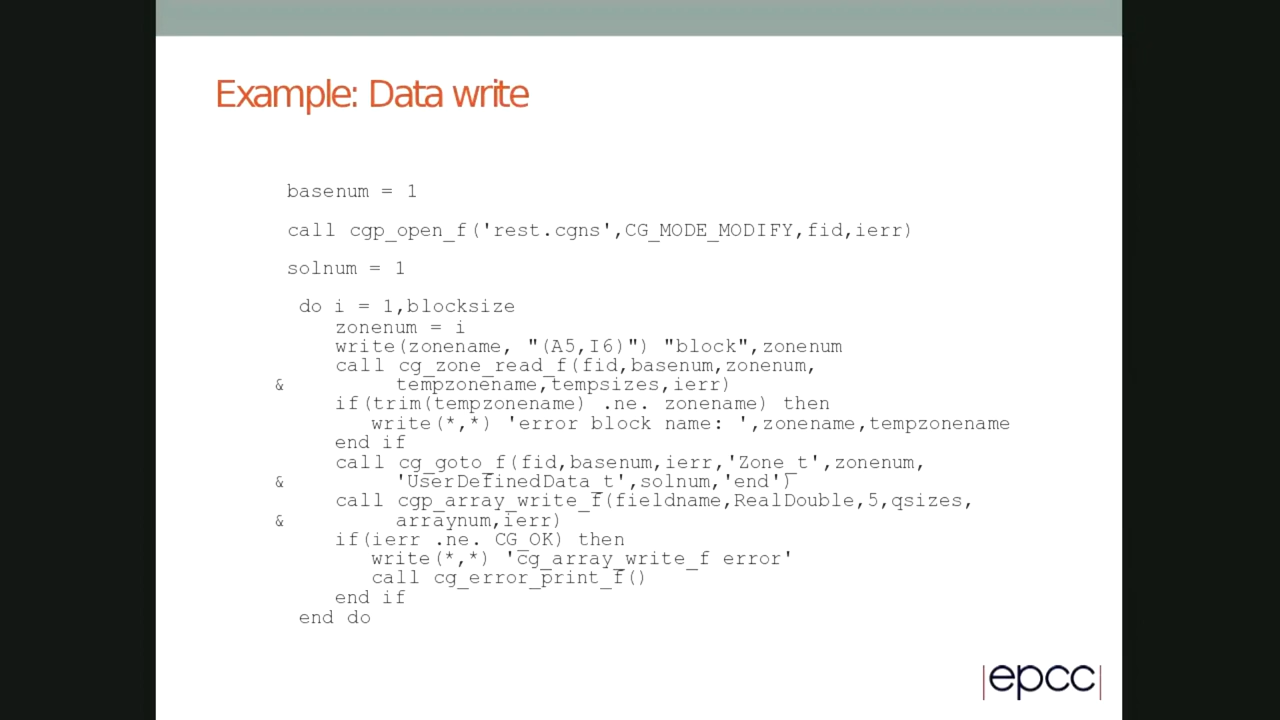 Example: Data write
basenum = 1
call cgp_open_f('rest.cgns',CG_MODE_MODIFY,fid,ierr)
solnum = 1
do i = 1,blocksize
zonenum = i
write(zonename, "(A5,I6)") "block",zonenum
call cg_zone_read_f(fid,basenum,zonenum,
& tempzonename,tempsizes,ierr)
if(trim(tempzonename) .ne. zonename) then
write(*,*) 'error block name: ',zonename,tempzonename
end if
call cg_goto_f(fid,basenum,ierr,'Zone_t',zonenum,
& 'UserDefinedData_t',solnum,'end')
call cgp_array_write_f(fieldname,RealDouble,5,qsizes,
& arraynum,ierr)
if(ierr .ne. CG_OK) then
write(*,*) 'cg_array_write_f error'
call cg_error_print_f()
end if
end do
|epcc|